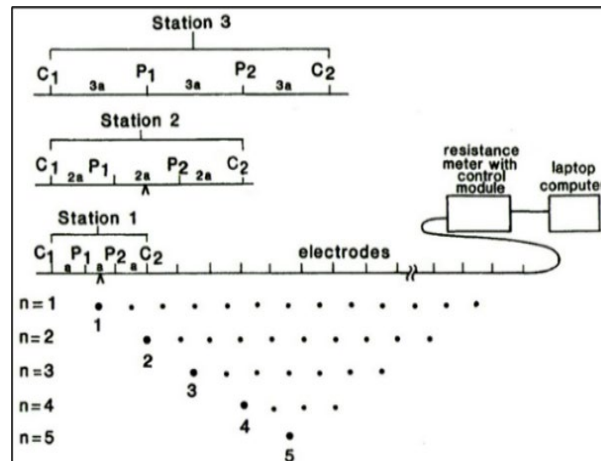 Station 3
C1 P1 P2 C2
3a 3a 3a
Station 2
C1 P1 P2 C2
2a 2a 2a
resistance
meter with
control
module
laptop
computer
Station 1
C1 P1 P2 C2
a a a
electrodes
n=1
1
n=2
2
n=3
3
n=4
4
n=5
5